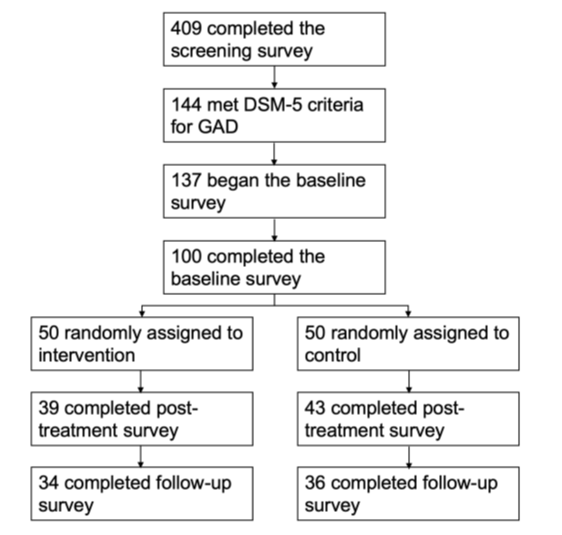 409 completed the
screening survey
144 met DSM-5 criteria
for GAD
137 began the baseline
survey
100 completed the
baseline survey
50 randomly assigned to
intervention
50 randomly assigned to
control
39 completed post-
treatment survey
43 completed post-
treatment survey
34 completed follow-up
survey
36 completed follow-up
survey